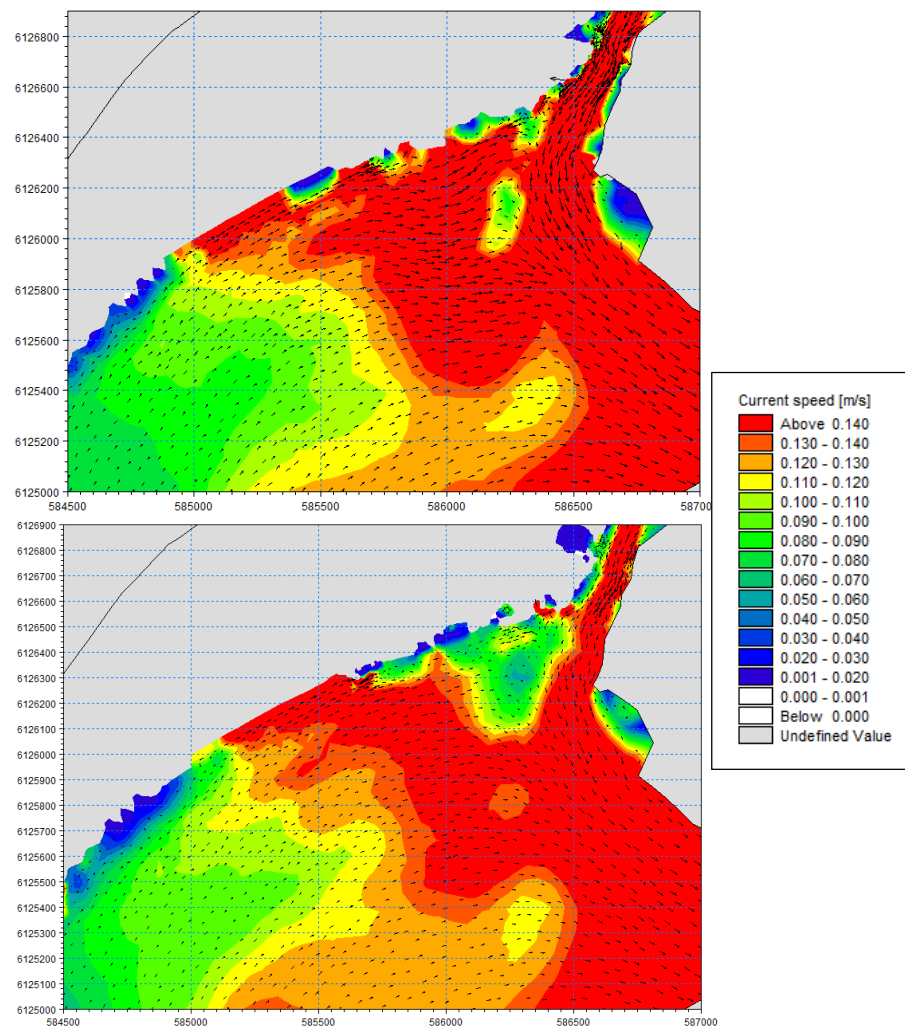 6126800
6126600
6126400
6126200
6126000
6125800
6125600
6125400
6125200
6125000
584500 585000 585500 586000 586500 58700
6126900
6126800
6126700
6126600
6126500
6126400
6126300
6126200
6126100
6126000
6125900
6125800
6125700
6125600
6125500
6125400
6125300
6125200
6125100
6125000
584500 585000 585500 586000 586500 587000
Current speed [m/s]
Above 0.140
0.130 - 0.140
0.120 - 0.130
0.110 - 0.120
0.100 - 0.110
0.090 - 0.100
0.080 - 0.090
0.070 - 0.080
0.060 - 0.070
0.050 - 0.060
0.040 - 0.050
0.030 - 0.040
0.020 - 0.030
0.001 - 0.020
0.000 - 0.001
Below 0.000
Undefined Value